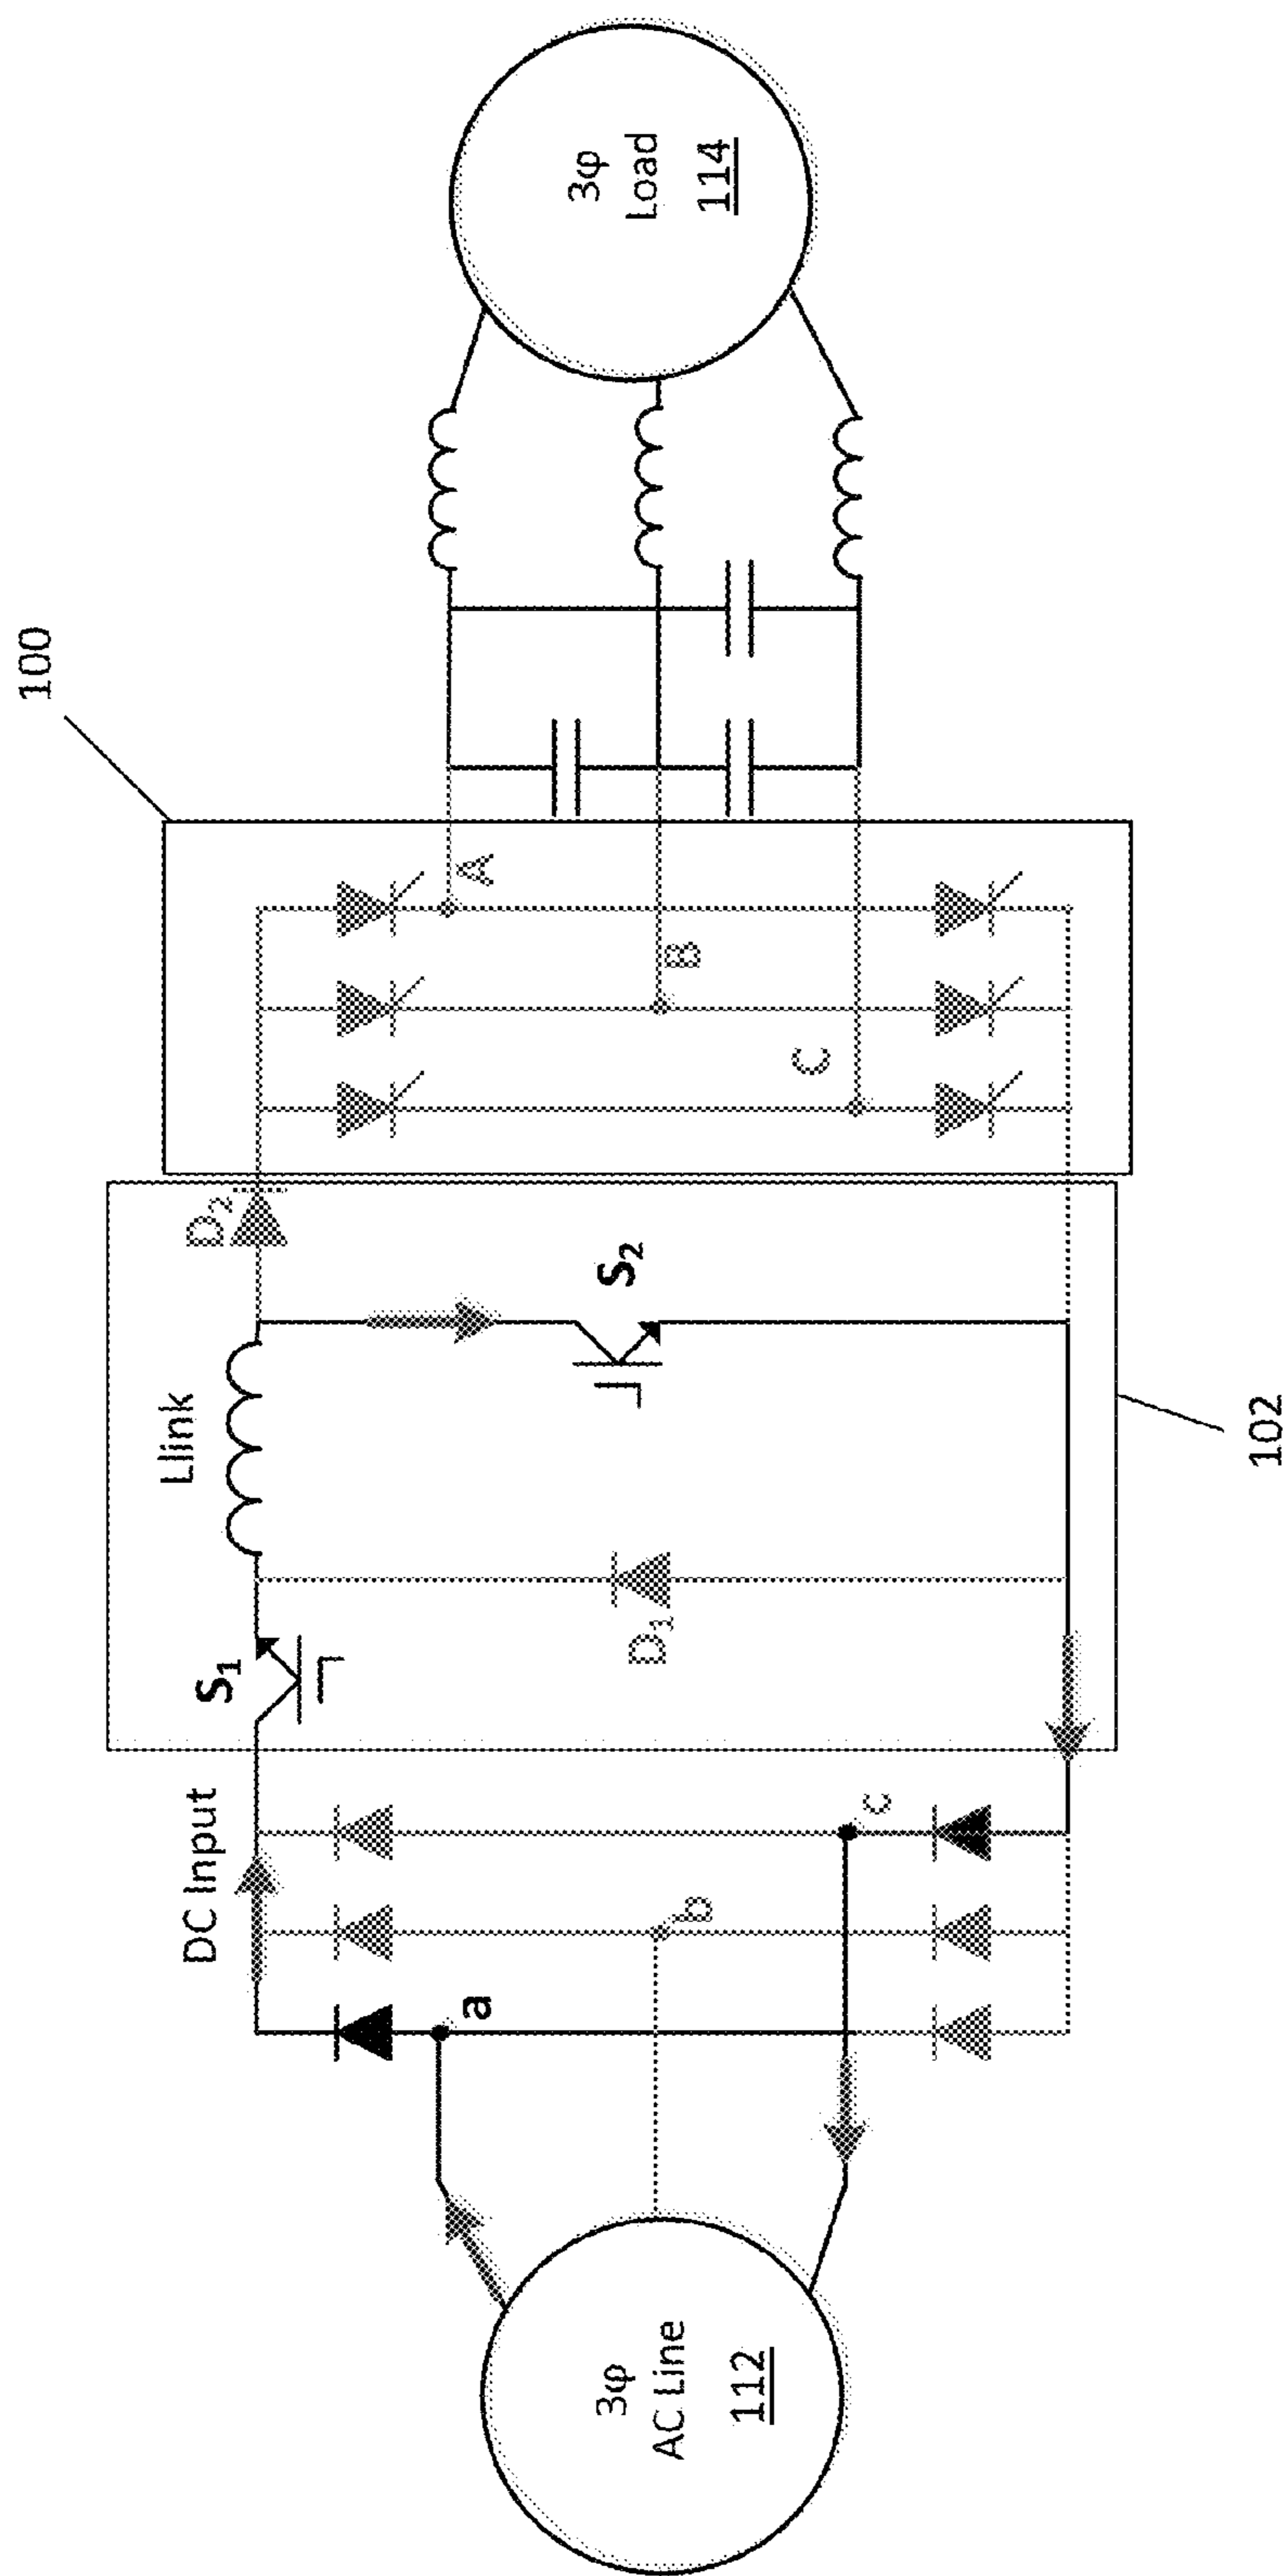 100
DC Input
S₁
Llink
D₂
3φ
Load
114
A
a
S₂
B
b
D₁
C
c
3φ
AC Line
112
102